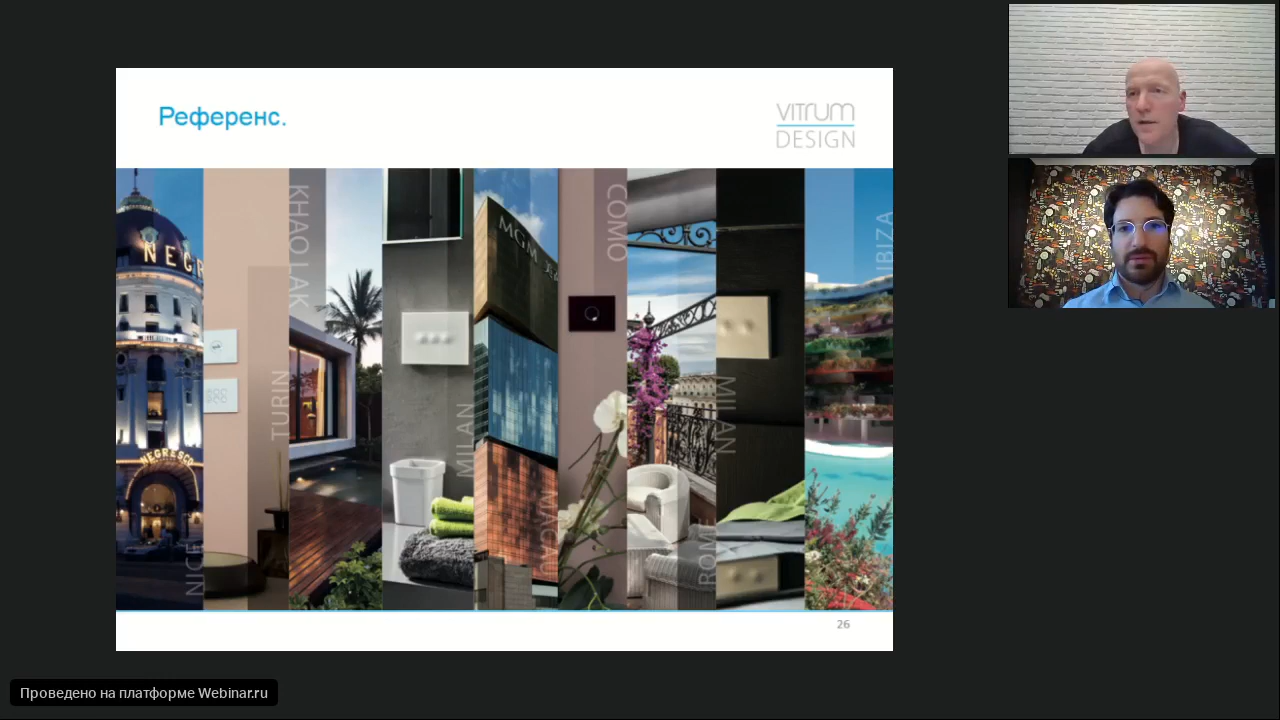 Референс.
VITRUM
DESIGN
NEGR
NEGRESCO
NICE
TURIN
KHAO LAK
MILAN
MGM
MACAU
COMO
ROME
MILAN
IBIZA
26
Проведено на платформе Webinar.ru